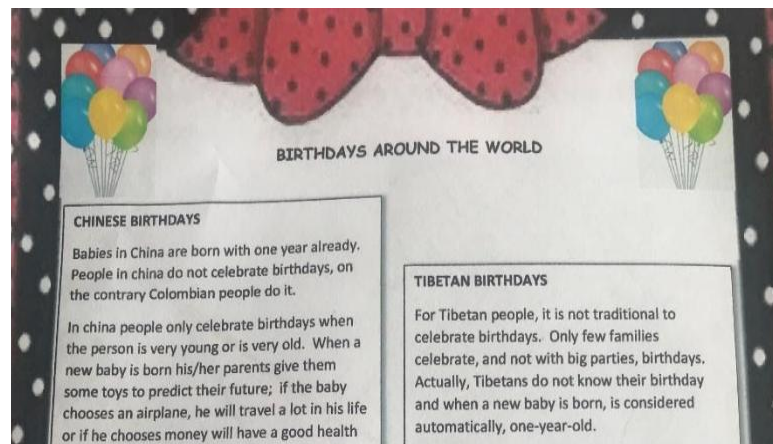 BIRTHDAYS AROUND THE WORLD
CHINESE BIRTHDAYS
Babies in China are born with one year already.
People in china do not celebrate birthdays, on
the contrary Colombian people do it.
In china people only celebrate birthdays when
the person is very young or is very old. When a
new baby is born his/her parents give them
some toys to predict their future; if the baby
chooses an airplane, he will travel a lot in his life
or if he chooses money will have a good health
TIBETAN BIRTHDAYS
For Tibetan people, it is not traditional to
celebrate birthdays. Only few families
celebrate, and not with big parties, birthdays.
Actually, Tibetans do not know their birthday
and when a new baby is born, is considered
automatically, one-year-old.